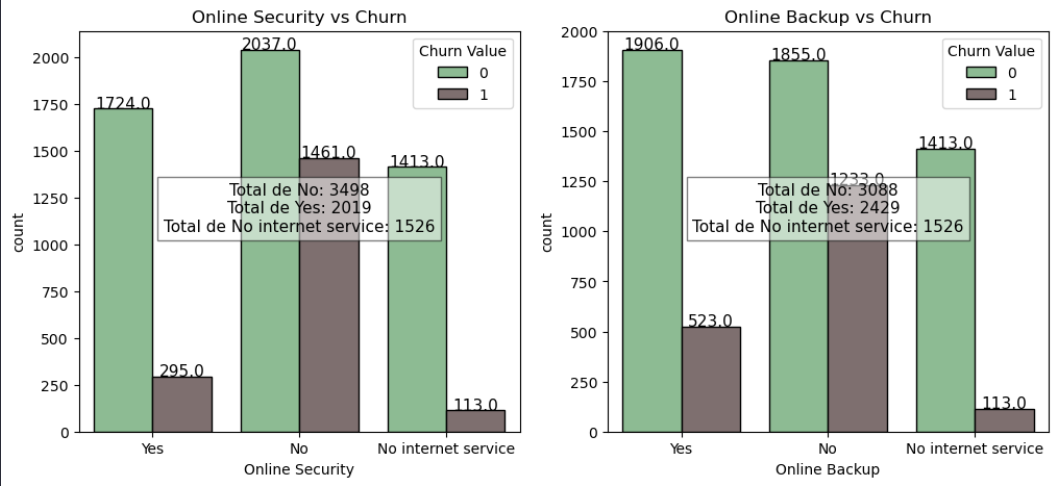 Online Security vs Churn
2037.0
2000
1724.0
1750
1500
1461.0
1413.0
1250
1000
750
500
295.0
250
113.0
0
count
Churn Value
0
1
Total de No: 3498
Total de Yes: 2019
Total de No internet service: 1526
Yes
No
No internet service
Online Security
Online Backup vs Churn
2000
1906.0
1855.0
1750
1500
1413.0
1250
1233.0
1000
750
523.0
500
250
113.0
0
count
Churn Value
0
1
Total de No: 3088
Total de Yes: 2429
Total de No internet service: 1526
Yes
No
No internet service
Online Backup